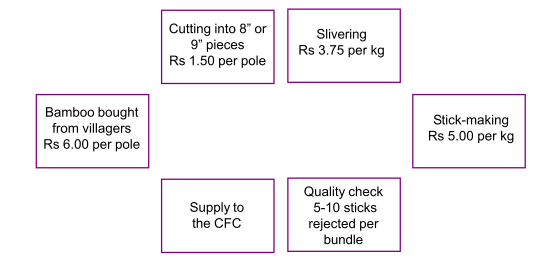 Cutting into 8” or
9” pieces
Rs 1.50 per pole
Slivering
Rs 3.75 per kg
Bamboo bought
from villagers
Rs 6.00 per pole
Stick-making
Rs 5.00 per kg
Supply to
the CFC
Quality check
5-10 sticks
rejected per
bundle